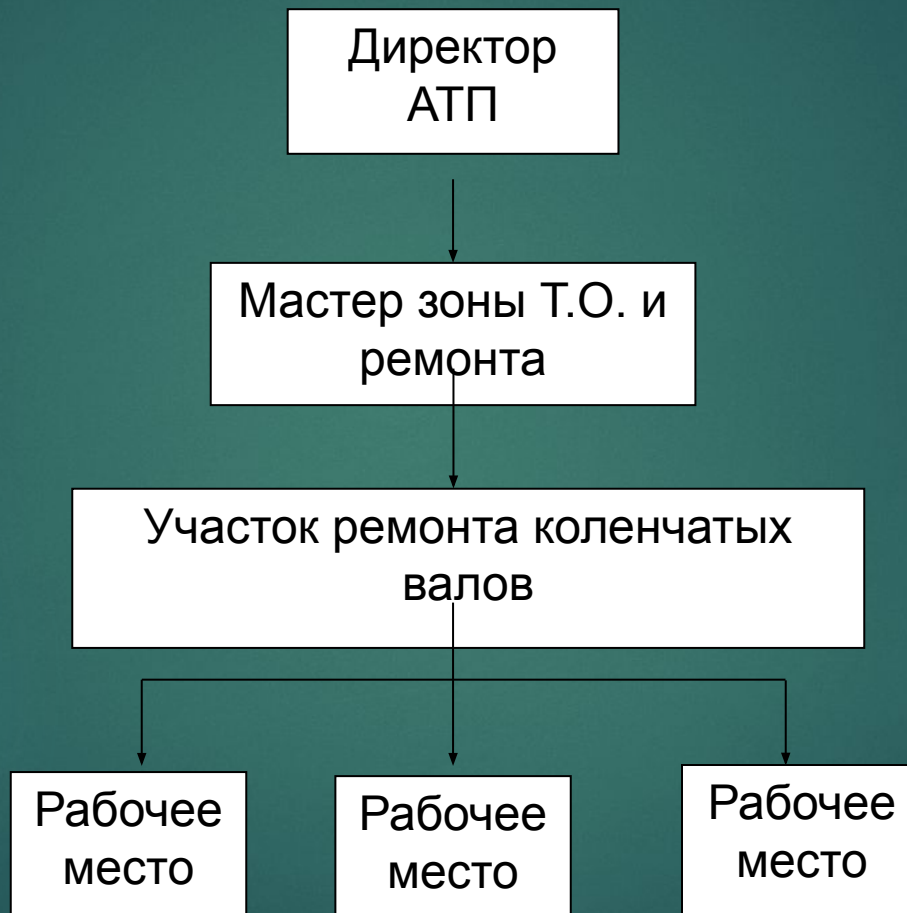 Директор
АТП
Мастер зоны Т.О. и
ремонта
Участок ремонта коленчатых
валов
Рабочее
место
Рабочее
место
Рабочее
место